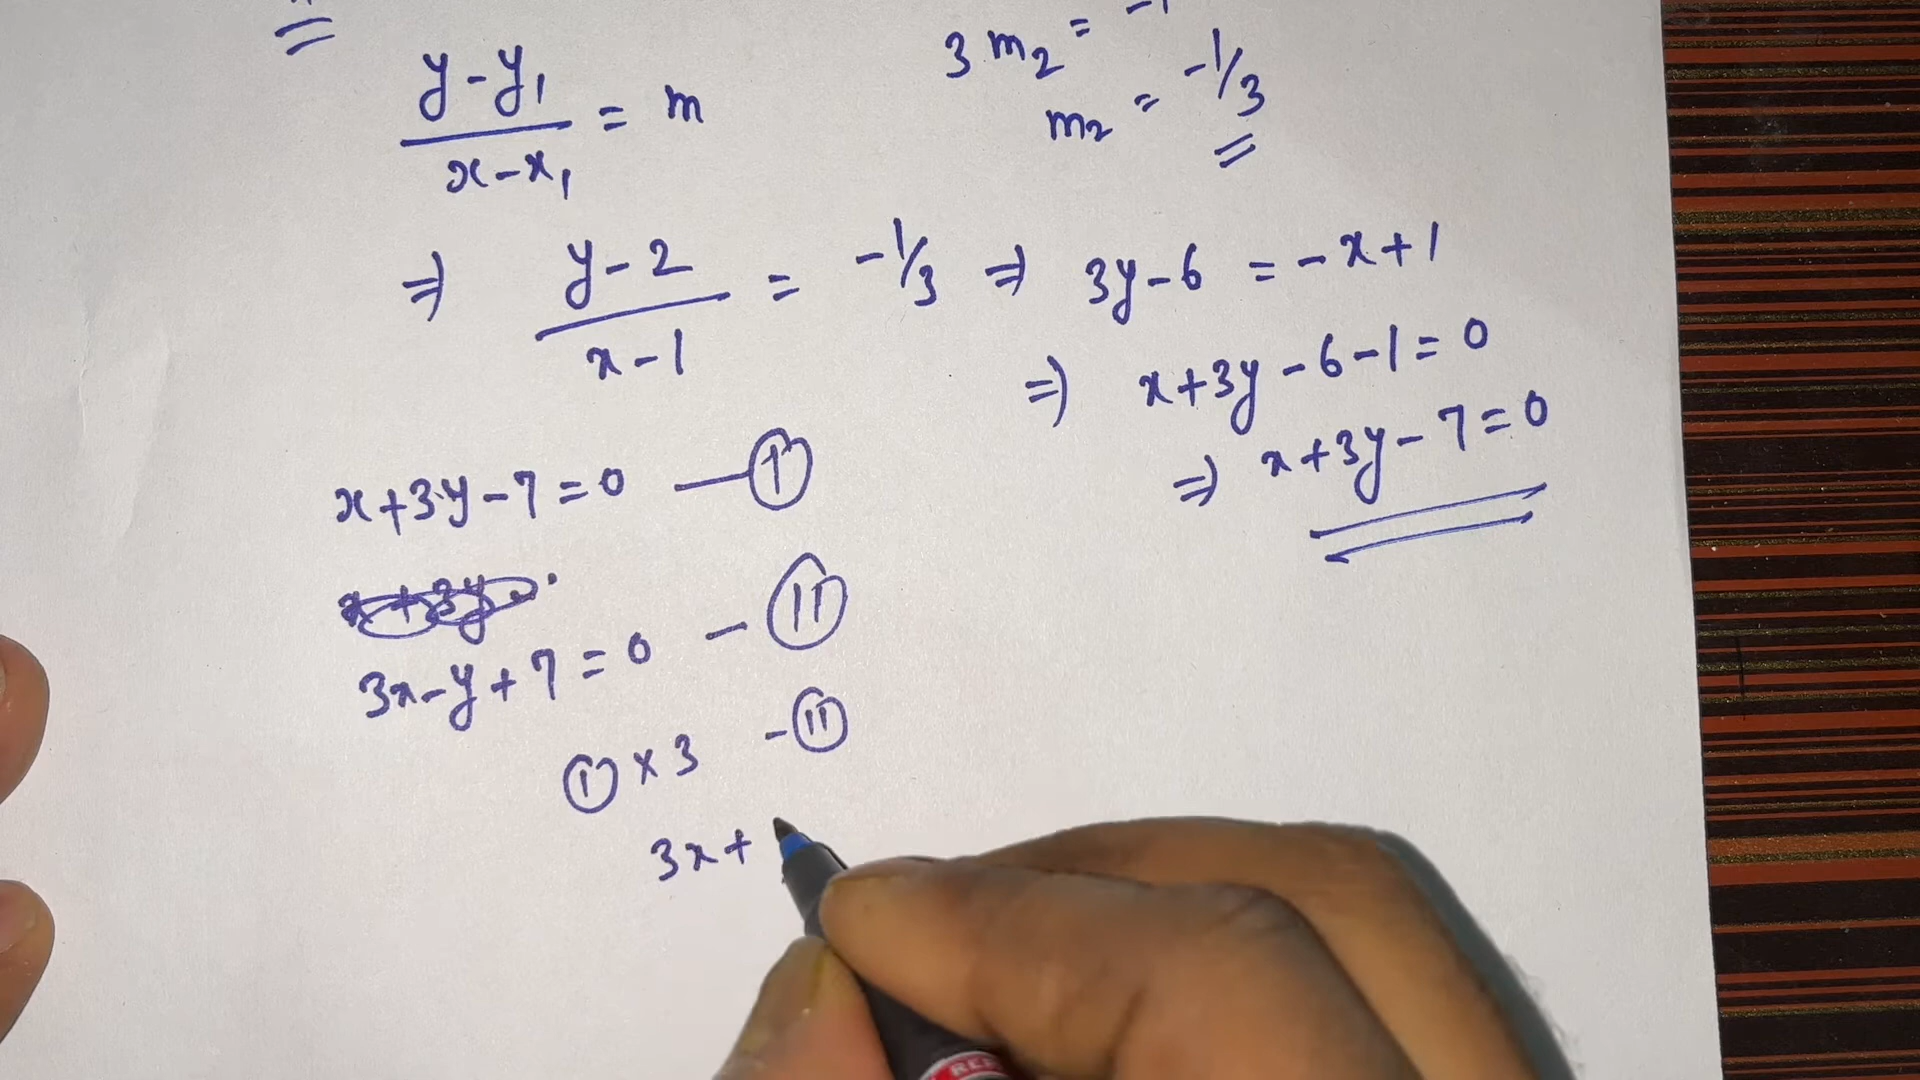 3 m₂ = -1
y-y₁ / x-x₁ = m
m₂ = -1/3
⇒ y-2 / x-1 = -1/3 ⇒ 3y-6 = -x+1
⇒ x+3y-6-1=0
⇒ x+3y-7=0
x+3y-7=0 — I
3x-y+7=0 - II
I × 3 - II
3x+